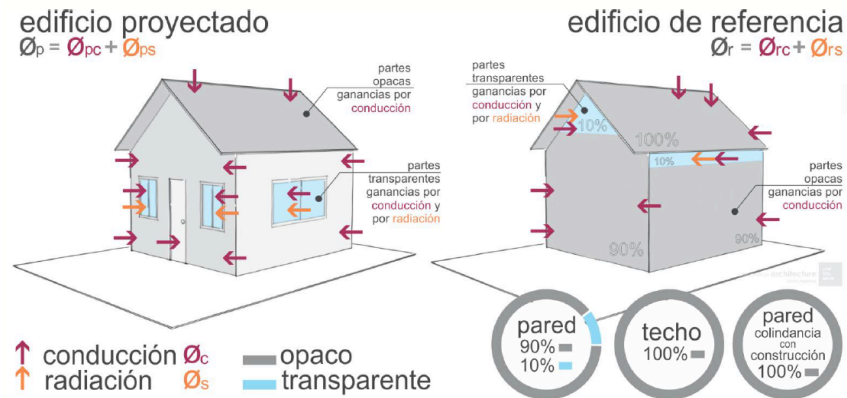 edificio proyectado
Øp = Øpc + Øps
partes
opacas
ganancias por
conducción
partes
transparentes
ganancias por
conducción y
por radiación
edificio de referencia
Ør = Ørc + Ørs
partes
transparentes
ganancias por
conducción y
por radiación
10%
100%
10%
partes
opacas
ganancias por
conducción
90%
90%
architecture
pared
90%
10%
techo
100%
pared
colindancia
con
construcción
100%
conducción Øc
radiación Øs
opaco
transparente